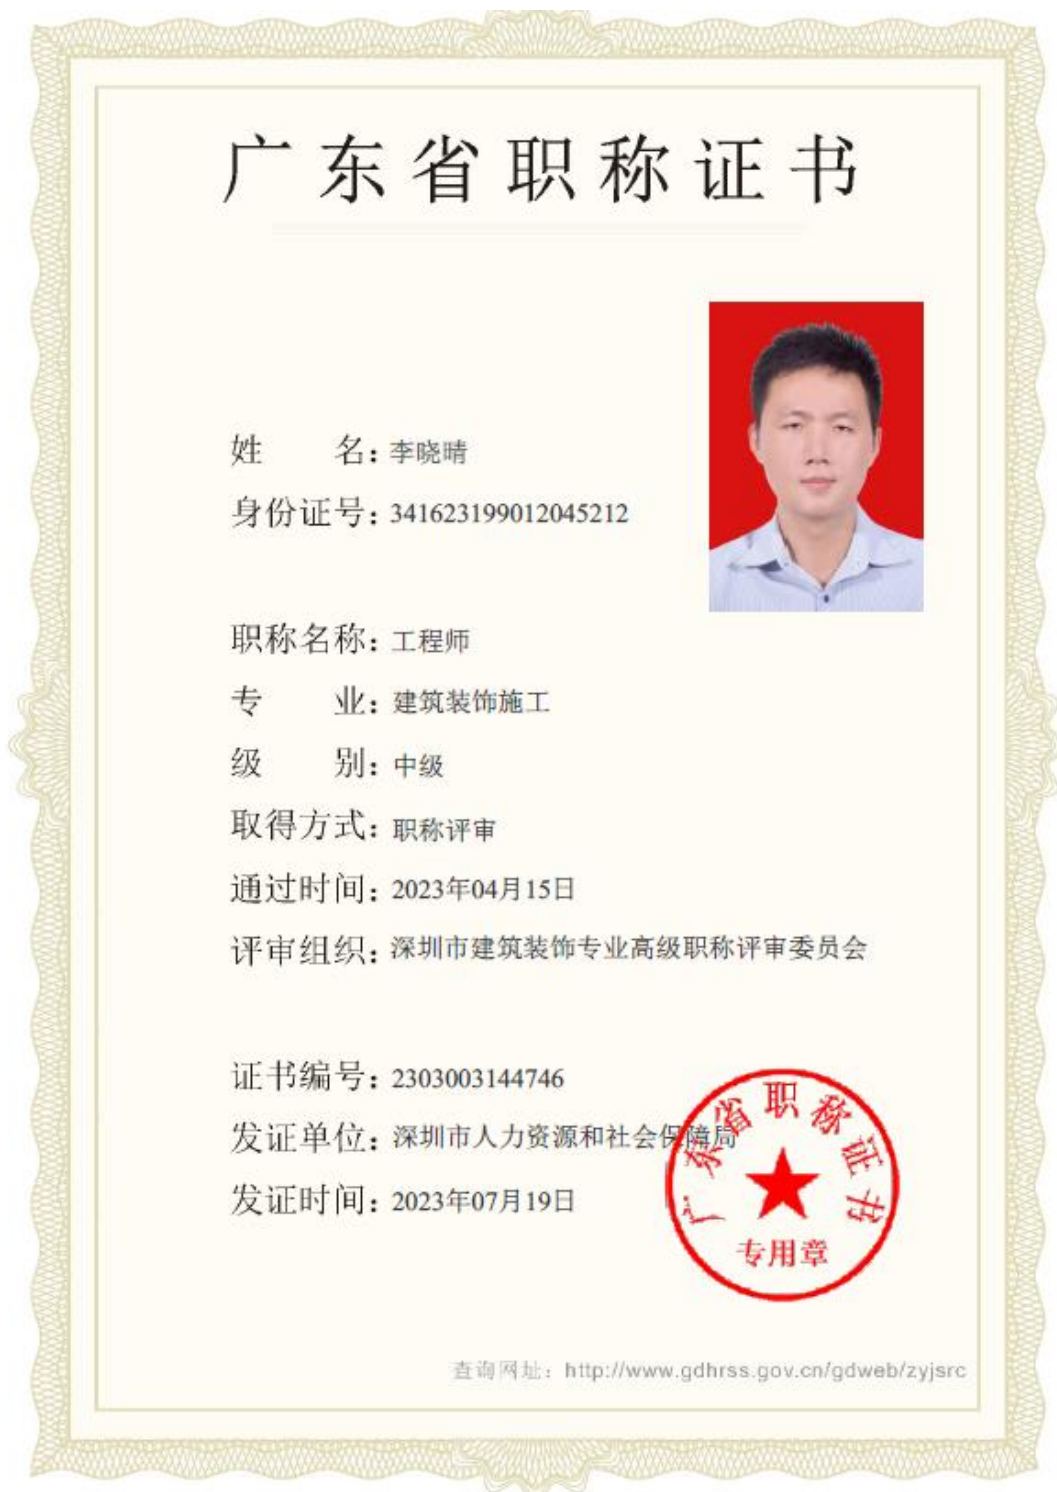 广东省职称证书
姓名：李晓晴
身份证号：341623199012045212
职称名称：工程师
专业：建筑装饰施工
级别：中级
取得方式：职称评审
通过时间：2023年04月15日
评审组织：深圳市建筑装饰专业高级职称评审委员会
证书编号：2303003144746
发证单位：深圳市人力资源和社会保障局
发证时间：2023年07月19日
广东省职称证书
专用章
查询网址：http://www.gdhrss.gov.cn/gdweb/zyjsrc